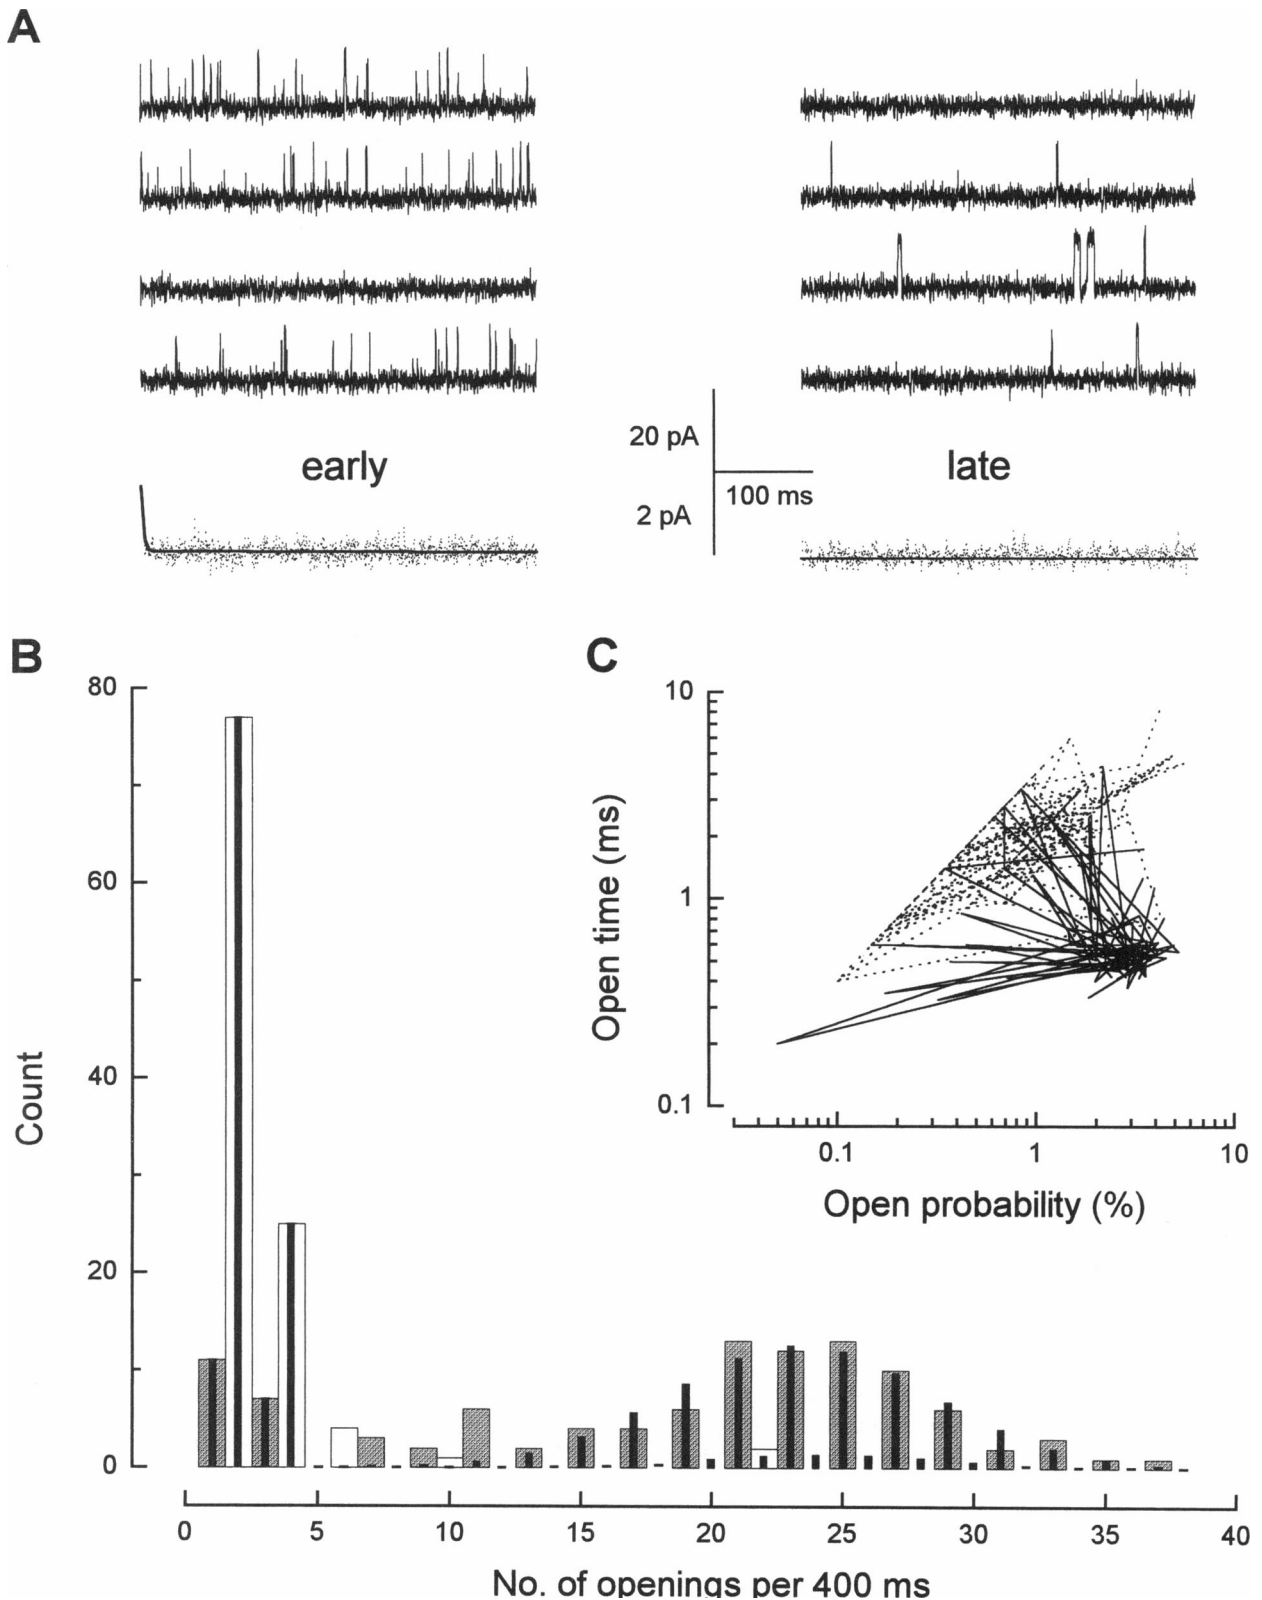 A
early
20 pA
100 ms
2 pA
late
B
C
80
60
40
20
0
Count
0 5 10 15 20 25 30 35 40
No. of openings per 400 ms
10
1
0.1
Open time (ms)
0.1 1 10
Open probability (%)